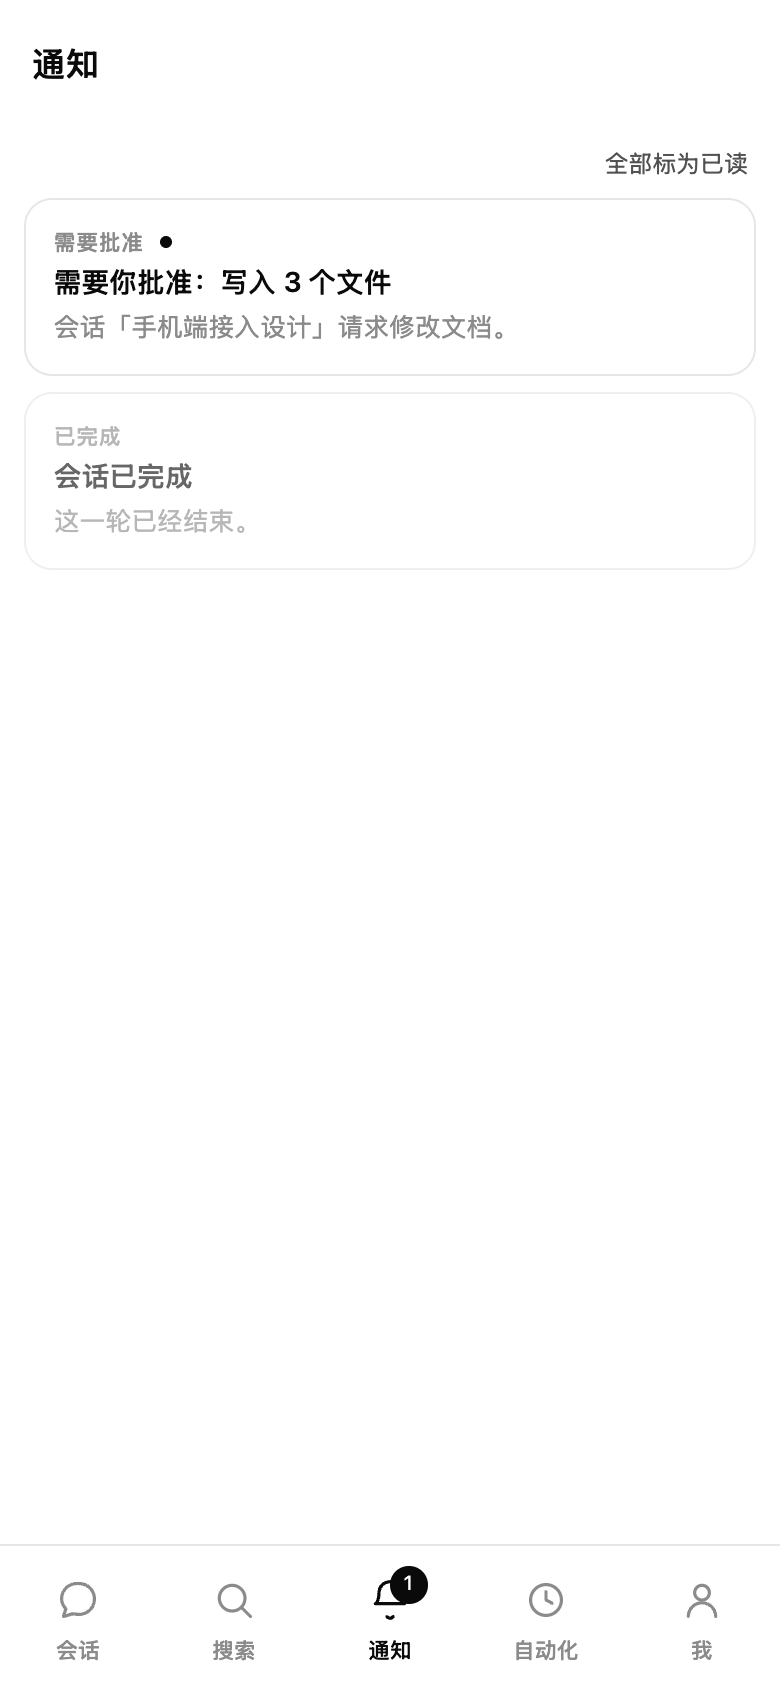 通知
全部标为已读
需要批准
需要你批准：写入 3 个文件
会话「手机端接入设计」请求修改文档。
已完成
会话已完成
这一轮已经结束。
1
会话
搜索
通知
自动化
我